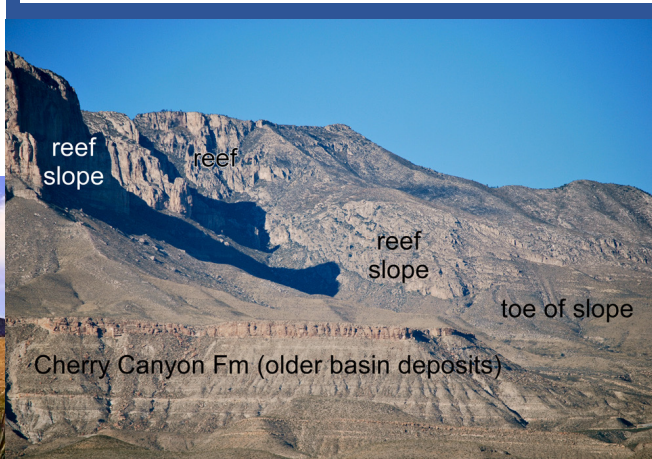 reef
slope
reef
reef
slope
toe of slope
Cherry Canyon Fm (older basin deposits)